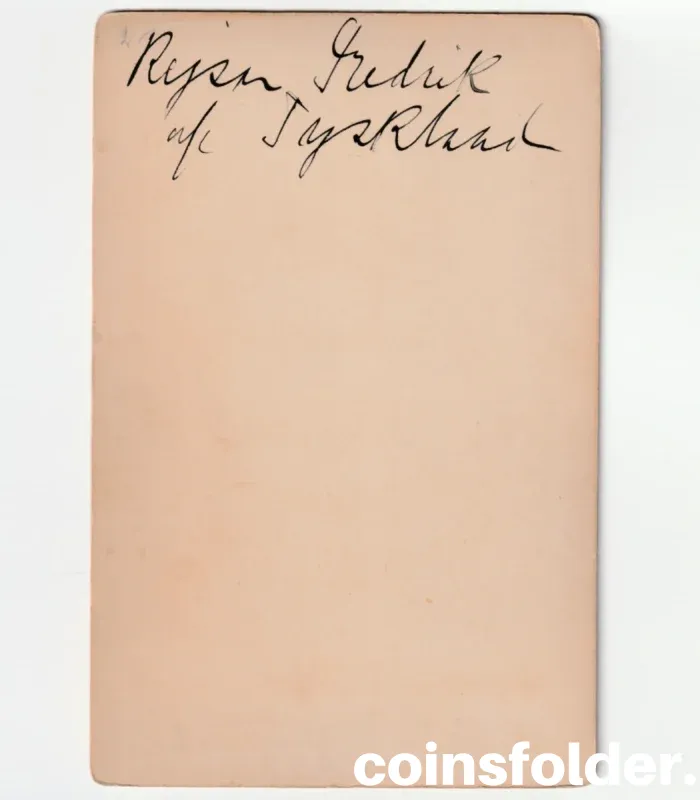 Kejsar Fredrik
af Tyskland
coinsfolder.